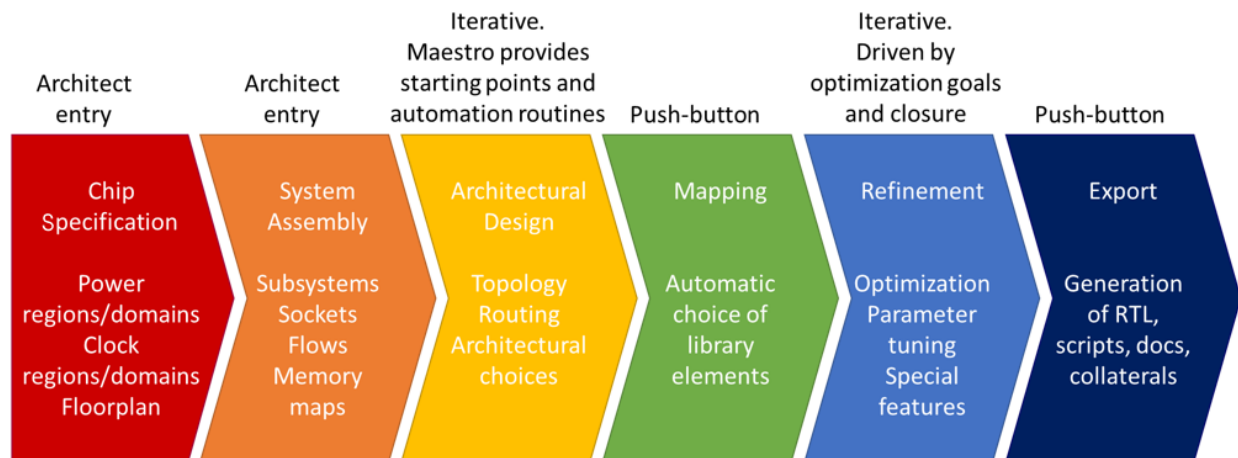 Architect
entry
Architect
entry
Iterative.
Maestro provides
starting points and
automation routines
Push-button
Iterative.
Driven by
optimization goals
and closure
Push-button
Chip
Specification
Power
regions/domains
Clock
regions/domains
Floorplan
System
Assembly
Subsystems
Sockets
Flows
Memory
maps
Architectural
Design
Topology
Routing
Architectural
choices
Mapping
Automatic
choice of
library
elements
Refinement
Optimization
Parameter
tuning
Special
features
Export
Generation
of RTL,
scripts, docs,
collaterals